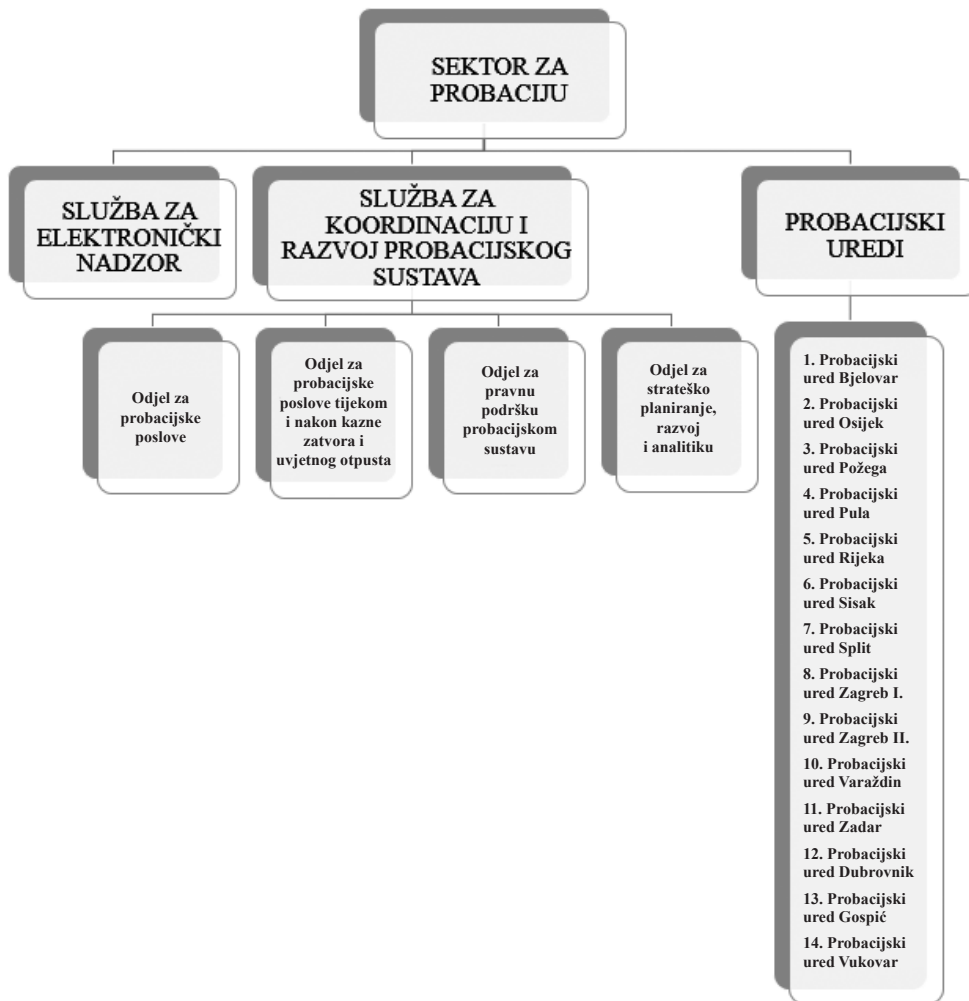 SEKTOR ZA
PROBACIJU
SLUŽBA ZA
ELEKTRONIČKI
NADZOR
SLUŽBA ZA
KOORDINACIJU I
RAZVOJ PROBACIJSKOG
SUSTAVA
PROBACIJSKI
UREDI
Odjel za
probacijske
poslove
Odjel za
probacijske
poslove tijekom
i nakon kazne
zatvora i
uvjetnog otpusta
Odjel za
pravnu
podršku
probacijskom
sustavu
Odjel za
strateško
planiranje,
razvoj
i analitiku
1. Probacijski
ured Bjelovar
2. Probacijski
ured Osijek
3. Probacijski
ured Požega
4. Probacijski
ured Pula
5. Probacijski
ured Rijeka
6. Probacijski
ured Sisak
7. Probacijski
ured Split
8. Probacijski
ured Zagreb I.
9. Probacijski
ured Zagreb II.
10. Probacijski
ured Varaždin
11. Probacijski
ured Zadar
12. Probacijski
ured Dubrovnik
13. Probacijski
ured Gospić
14. Probacijski
ured Vukovar